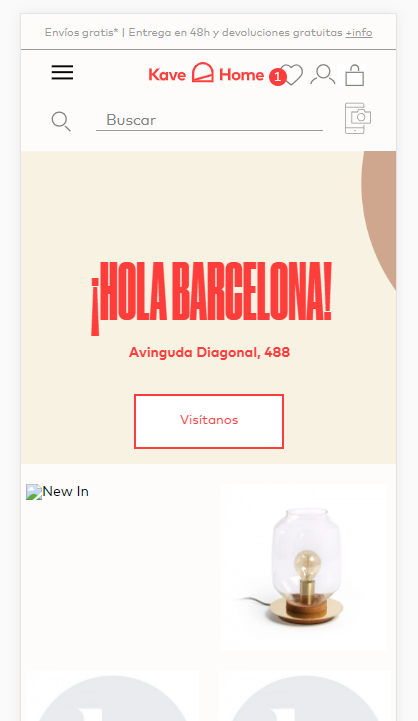 Envíos gratis* | Entrega en 48h y devoluciones gratuitas +info
Kave Home 1
Buscar
¡HOLA BARCELONA!
Avinguda Diagonal, 488
Visítanos
New In